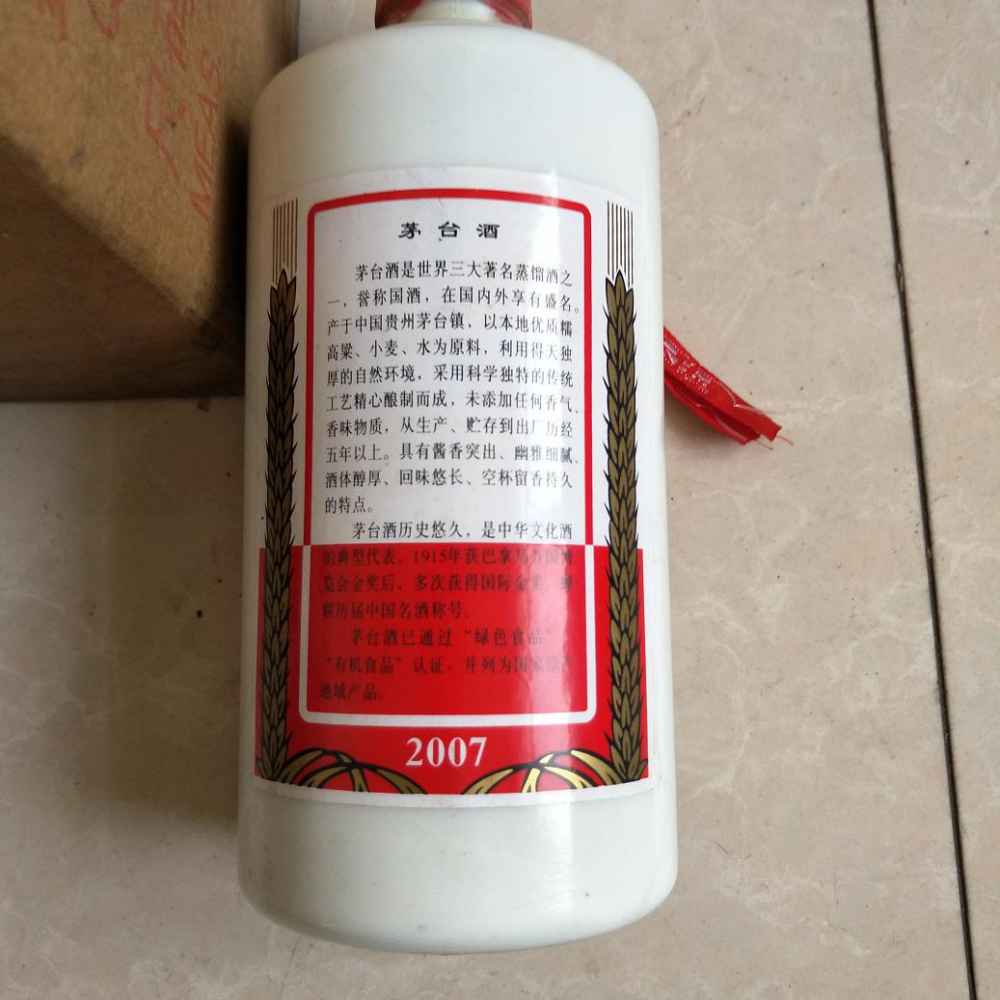 茅台酒
茅台酒是世界三大著名蒸馏酒之
一，誉称国酒，在国内外享有盛名。
产于中国贵州茅台镇，以本地优质糯
高粱、小麦、水为原料，利用得天独
厚的自然环境，采用科学独特的传统
工艺精心酿制而成，未添加任何香气、
香味物质，从生产、贮存到出厂历经
五年以上。具有酱香突出、幽雅细腻、
酒体醇厚、回味悠长、空杯留香持久
的特点。
茅台酒历史悠久，是中华文化酒
的典型代表。1915年获巴拿马万国博
览会金奖后，多次获得国际金奖，蝉
联历届中国名酒称号。
茅台酒已通过“绿色食品”
“有机食品”认证，并列为国家
地域产品。
2007